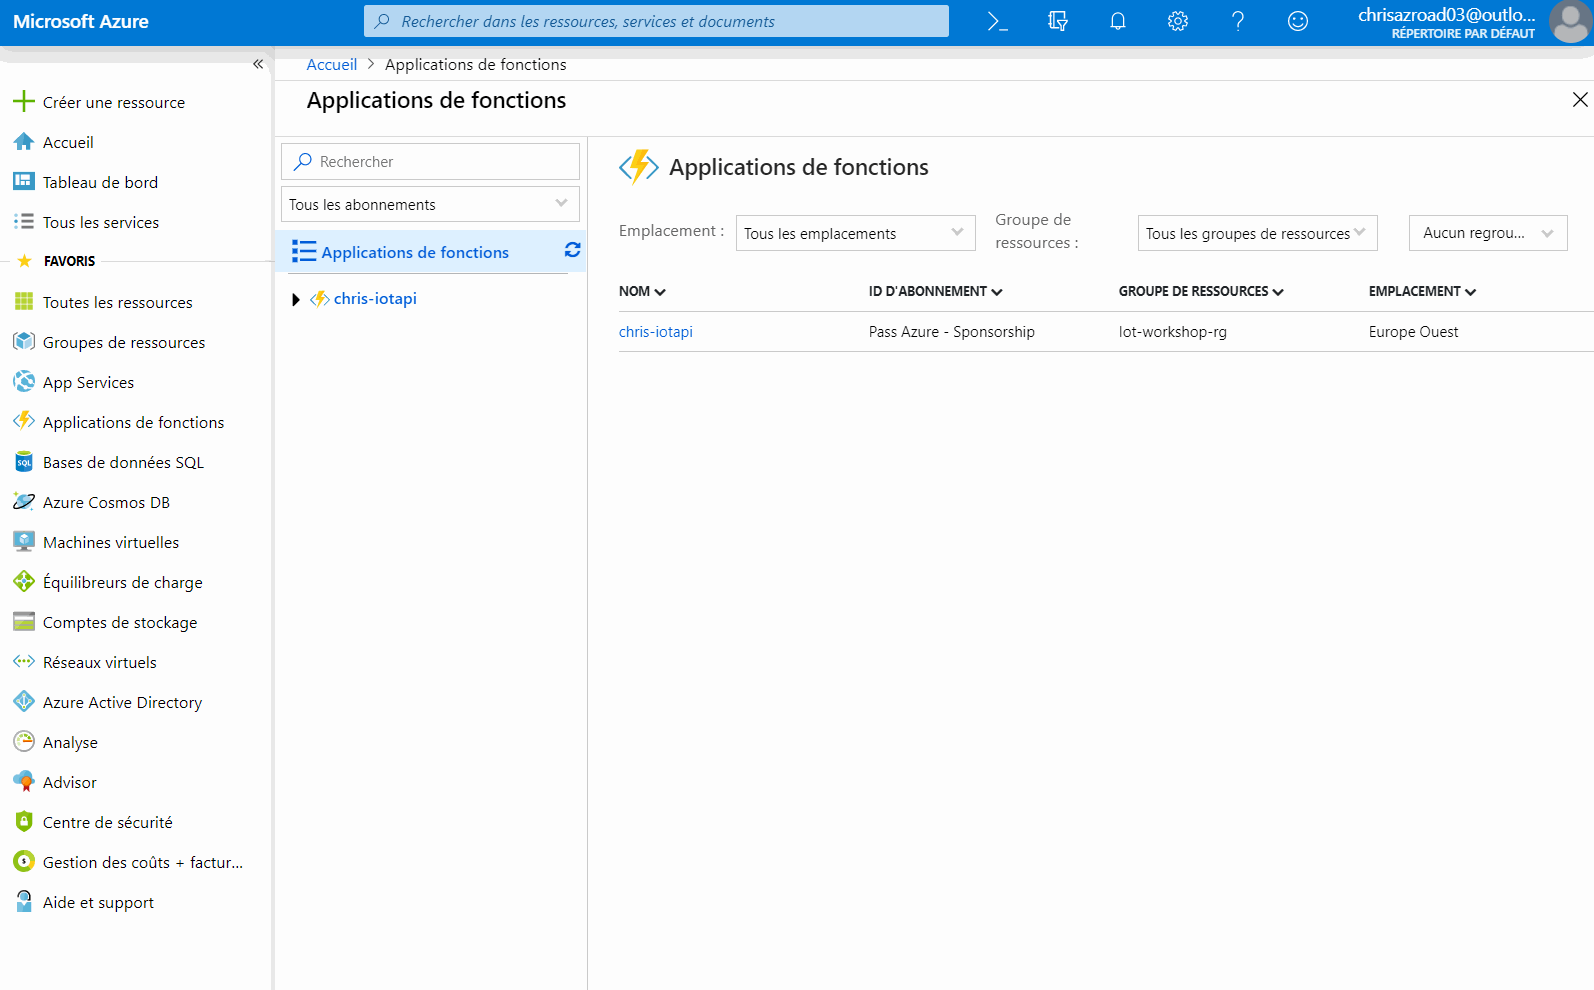 Microsoft Azure
Rechercher dans les ressources, services et documents
chrisazroad03@outlo...
RÉPERTOIRE PAR DÉFAUT
Créer une ressource
Accueil
Tableau de bord
Tous les services
FAVORIS
Toutes les ressources
Groupes de ressources
App Services
Applications de fonctions
Bases de données SQL
Azure Cosmos DB
Machines virtuelles
Équilibreurs de charge
Comptes de stockage
Réseaux virtuels
Azure Active Directory
Analyse
Advisor
Centre de sécurité
Gestion des coûts + factur...
Aide et support
Accueil > Applications de fonctions
Applications de fonctions
Rechercher
Tous les abonnements
Applications de fonctions
chris-iotapi
Applications de fonctions
Emplacement :
Tous les emplacements
Groupe de
ressources :
Tous les groupes de ressources
Aucun regrou...
NOM ID D'ABONNEMENT GROUPE DE RESSOURCES EMPLACEMENT
chris-iotapi Pass Azure - Sponsorship Iot-workshop-rg Europe Ouest